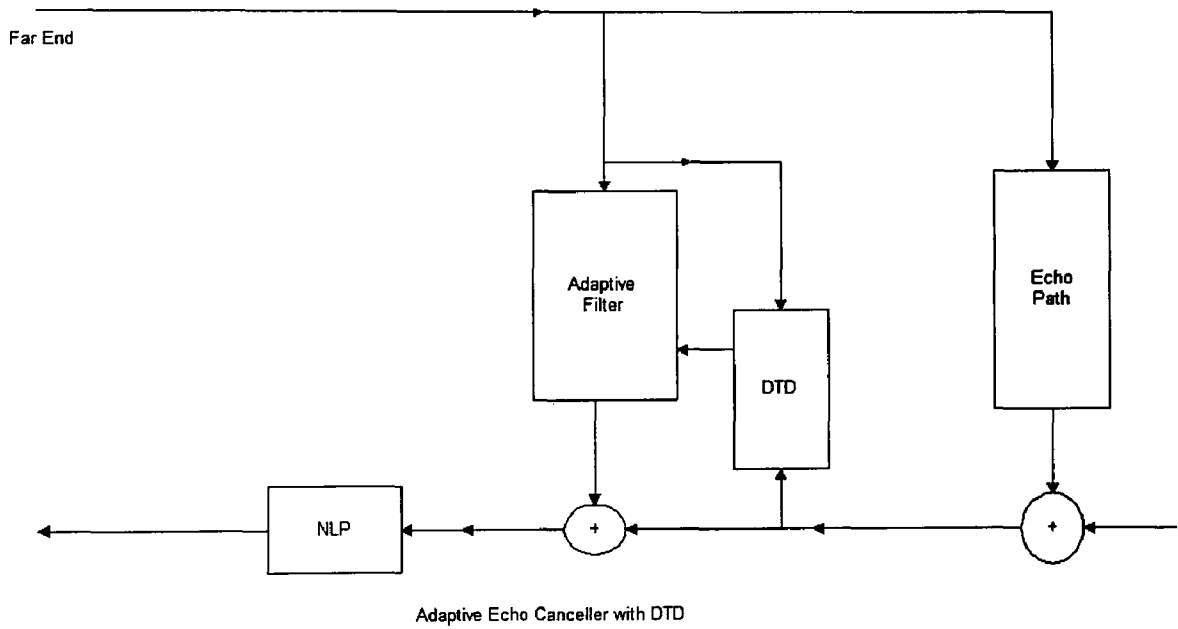 Far End
Adaptive
Filter
Echo
Path
DTD
NLP
+
+
Adaptive Echo Canceller with DTD